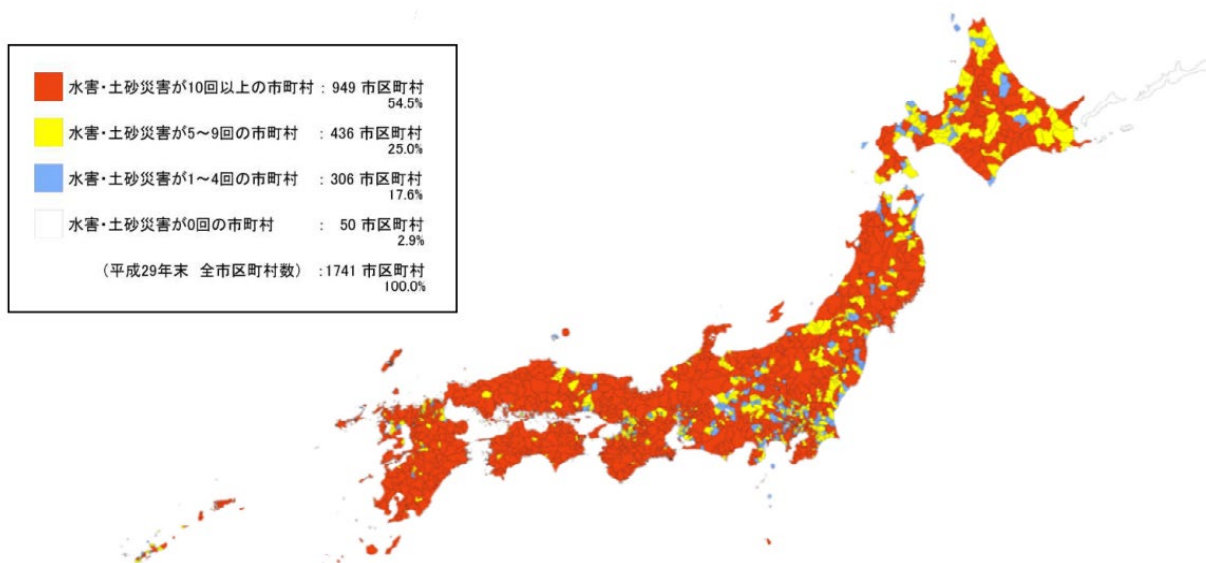 水害・土砂災害が10回以上の市町村 : 949 市区町村
54.5%
水害・土砂災害が5~9回の市町村 : 436 市区町村
25.0%
水害・土砂災害が1~4回の市町村 : 306 市区町村
17.6%
水害・土砂災害が0回の市町村 : 50 市区町村
2.9%
(平成29年末 全市区町村数) :1741 市区町村
100.0%